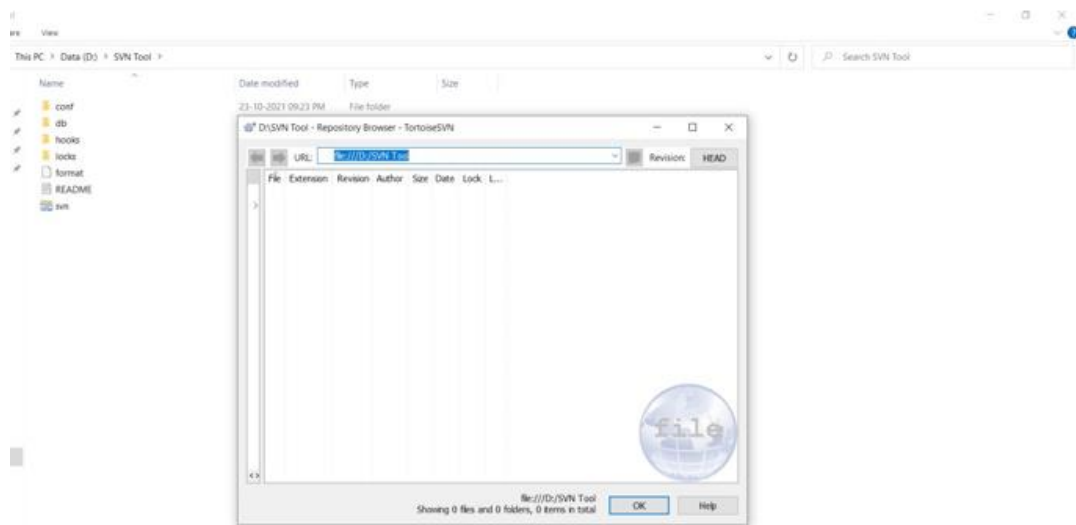 View
This PC > Data (D:) > SVN Tool >
Search SVN Tool
Name
Date modified
Type
Size
conf
23-10-2021 09:23 PM
File folder
db
hooks
locks
format
README
svn
D:\SVN Tool - Repository Browser - TortoiseSVN
URL:
file:///D:/SVN Tool
Revision:
HEAD
File Extension Revision Author Size Date Lock L...
file
file:///D:/SVN Tool
Showing 0 files and 0 folders, 0 items in total
OK
Help